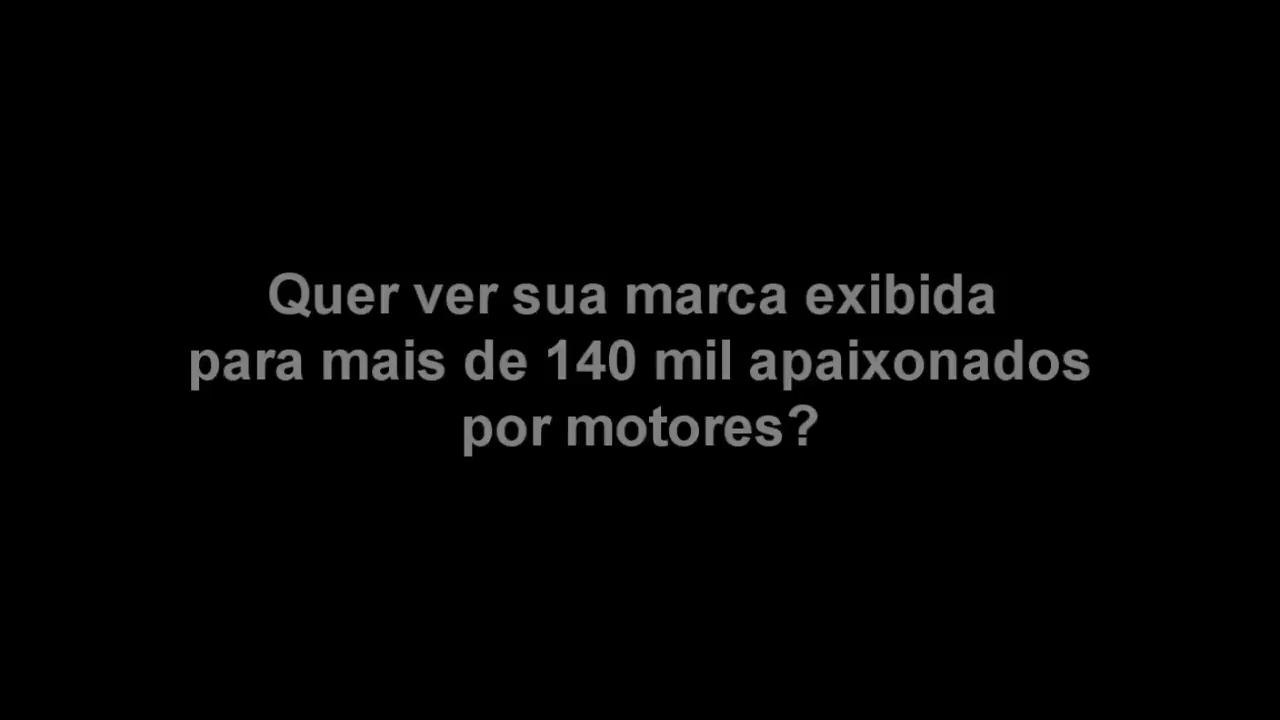 Quer ver sua marca exibida
para mais de 140 mil apaixonados
por motores?